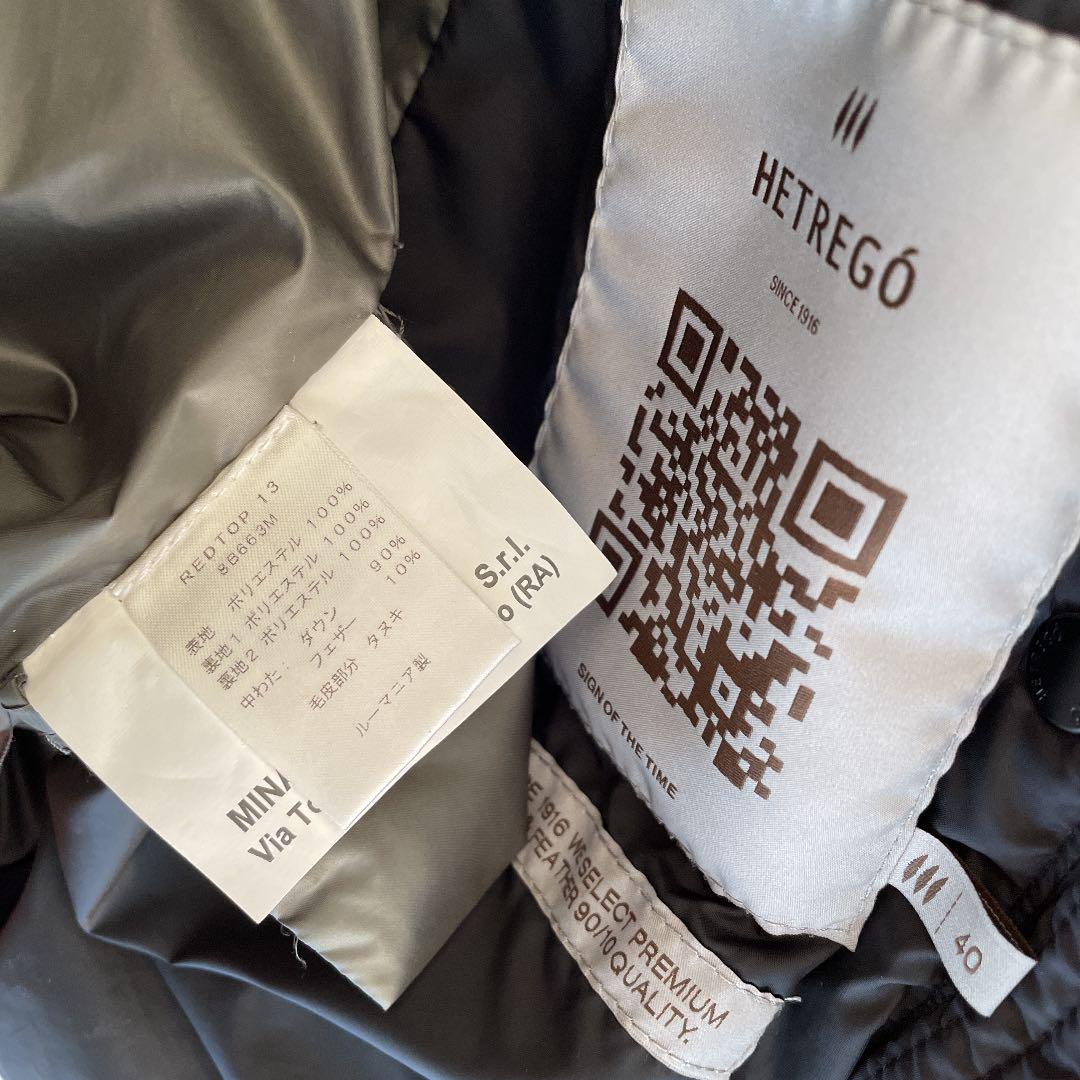 REDTOP 13
8B663M
表地 ポリエステル 100%
裏地1 ポリエステル 100%
裏地2 ポリエステル 100%
中わた: ダウン 90%
フェザー 10%
毛皮部分 タヌキ
ルーマニア製
S.r.l.
o (RA)
MINA
Via To
HETREGÓ
SINCE 1916
SIGN OF THE TIME
1916 WE SELECT PREMIUM
FEATHER 90/10 QUALITY.
40